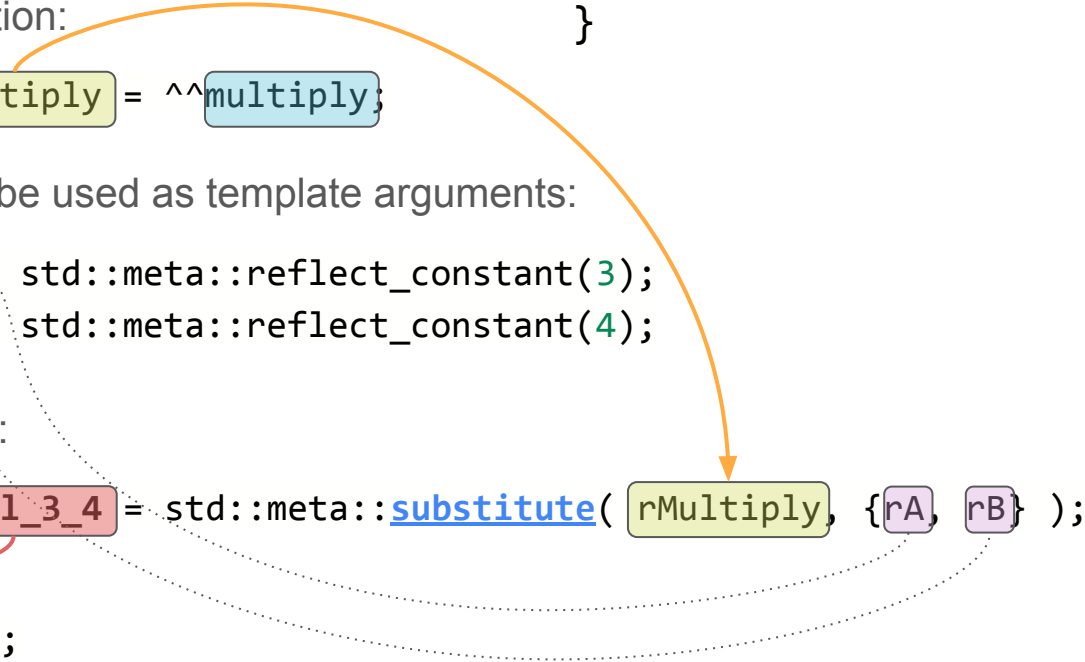 tion:
}
tiply = ^^multiply;
be used as template arguments:
std::meta::reflect_constant(3);
std::meta::reflect_constant(4);
:
l_3_4 = std::meta::substitute( rMultiply, {rA, rB} );
;